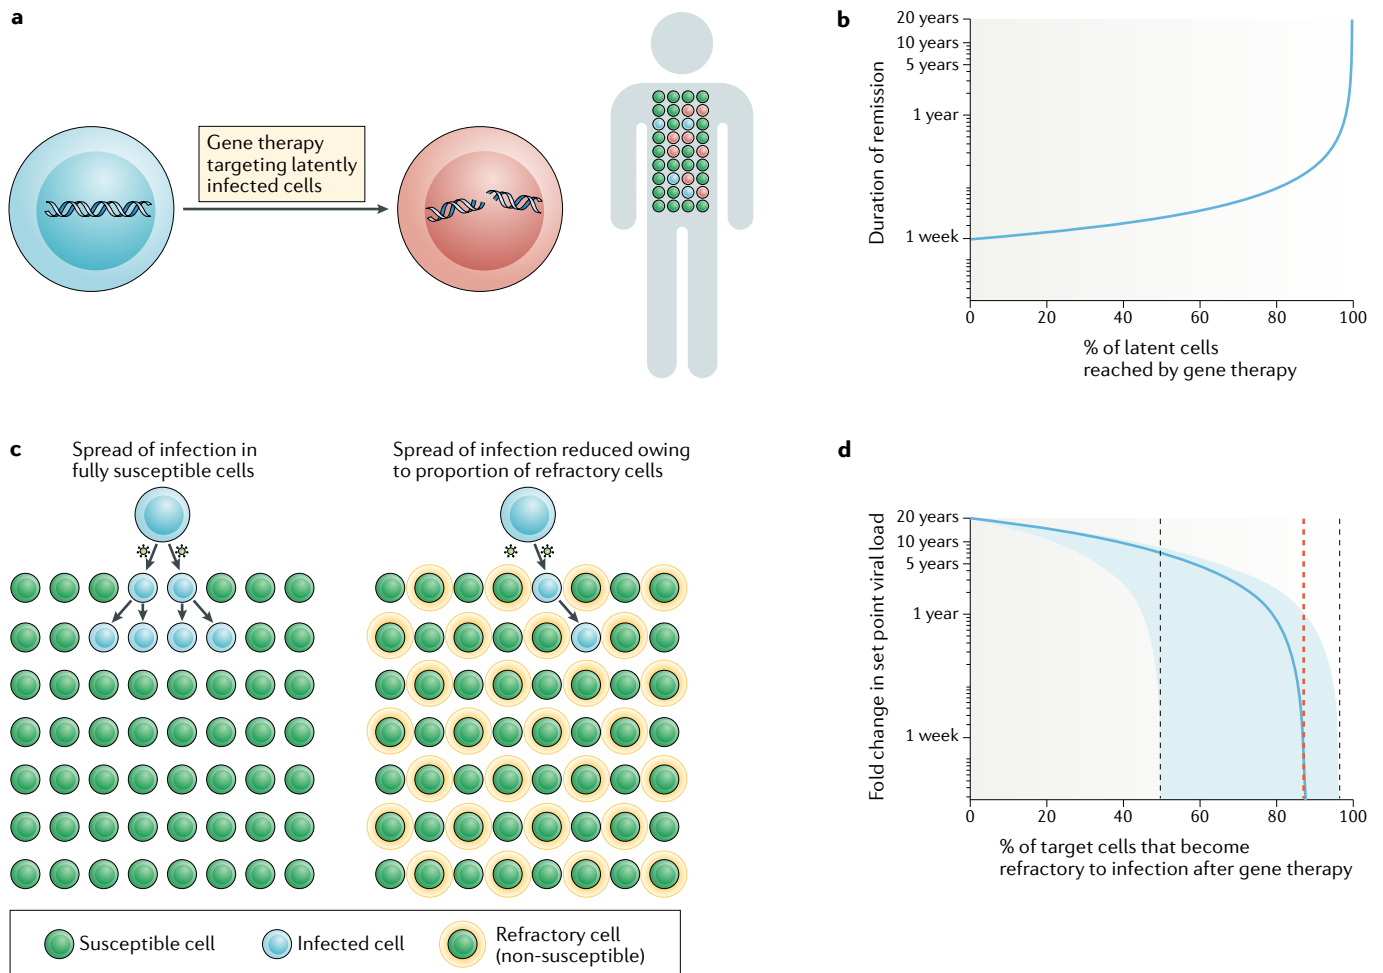 a
Gene therapy
targeting latently
infected cells
b
Duration of remission
20 years
10 years
5 years
1 year
1 week
0 20 40 60 80 100
% of latent cells
reached by gene therapy
c
Spread of infection in
fully susceptible cells
Spread of infection reduced owing
to proportion of refractory cells
Susceptible cell
Infected cell
Refractory cell
(non-susceptible)
d
Fold change in set point viral load
20 years
10 years
5 years
1 year
1 week
0 20 40 60 80 100
% of target cells that become
refractory to infection after gene therapy